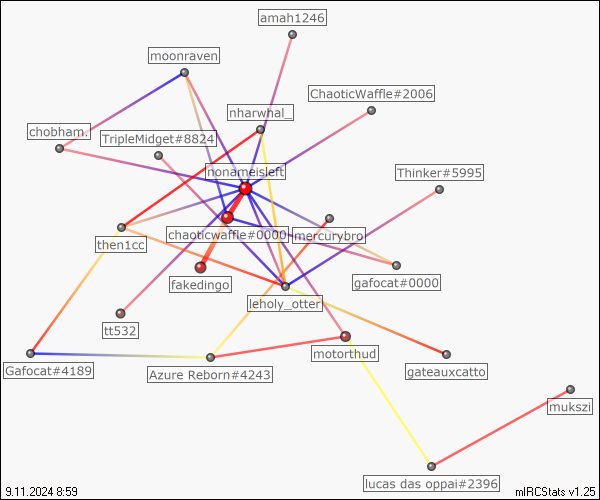 amah1246
moonraven
ChaoticWaffle#2006
nharwhal_
chobham.
TripleMidget#8824
nonameisleft
Thinker#5995
chaoticwaffle#0000
mercurybro
then1cc
fakedingo
gafocat#0000
leholy_otter
tt532
motorthud
Gafocat#4189
Azure Reborn#4243
gateauxcatto
mukszi
lucas das oppai#2396
9.11.2024 8:59
mIRCStats v1.25